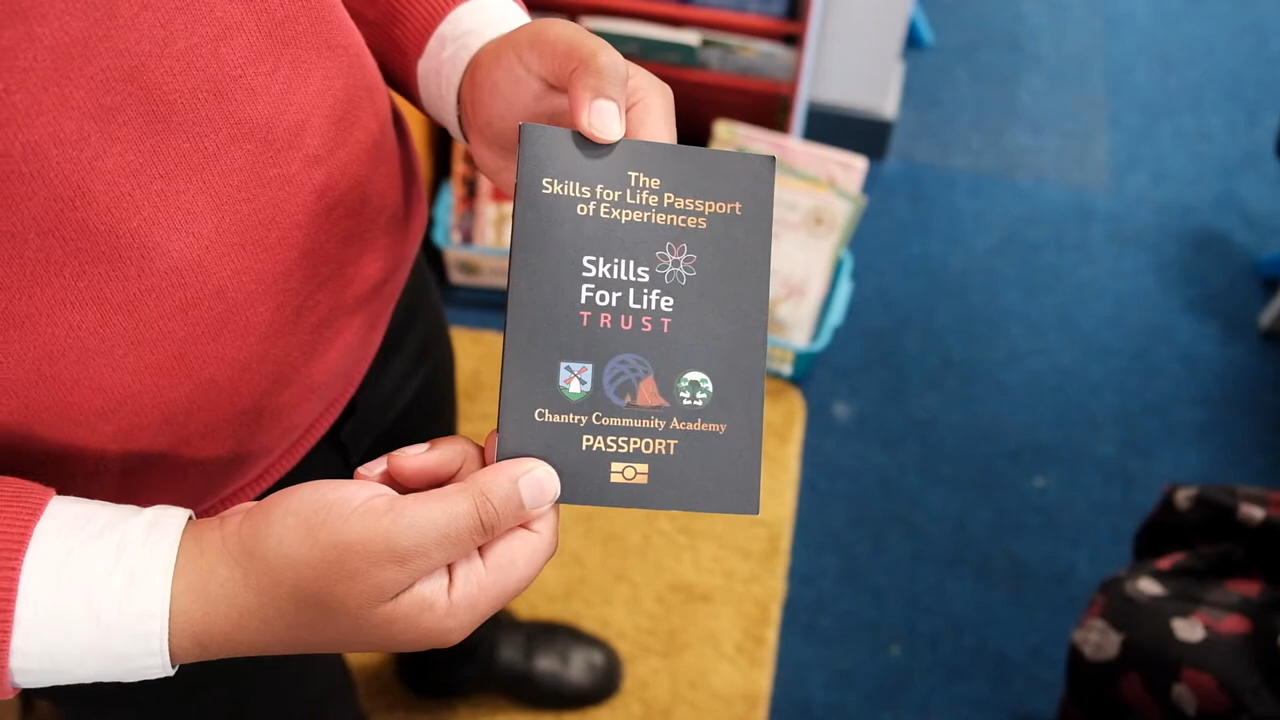 The
Skills for Life Passport
of Experiences
Skills
For Life
TRUST
Chantry Community Academy
PASSPORT